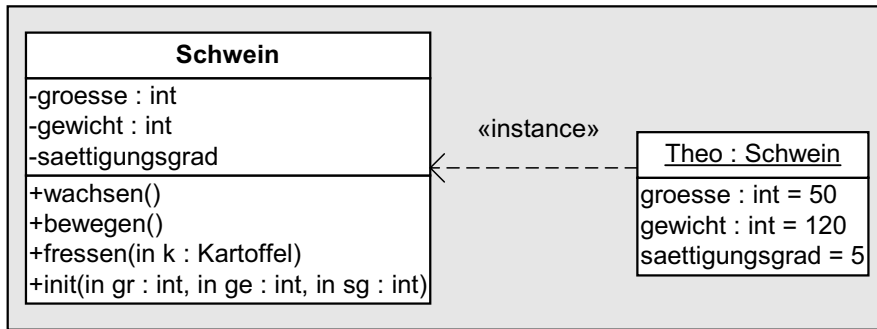 Schwein
-groesse : int
-gewicht : int
-saettigungsgrad
+wachsen()
+bewegen()
+fressen(in k : Kartoffel)
+init(in gr : int, in ge : int, in sg : int)
«instance»
Theo : Schwein
groesse : int = 50
gewicht : int = 120
saettigungsgrad = 5